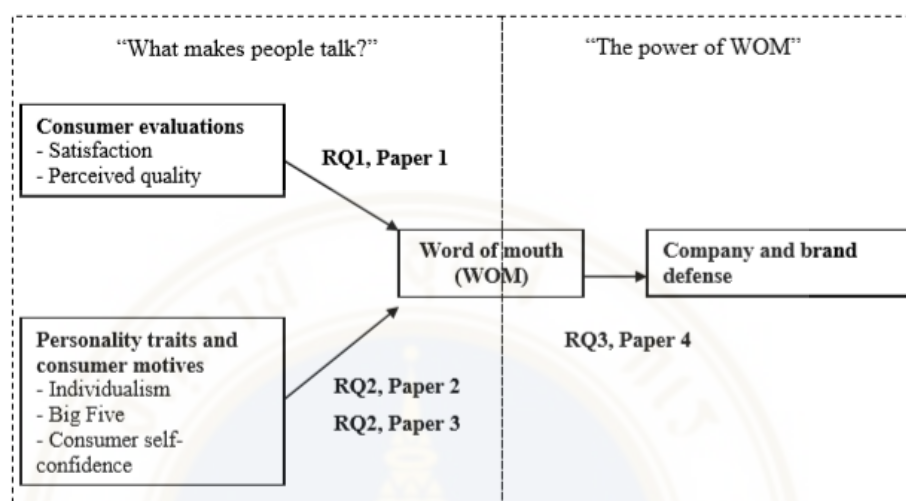 “What makes people talk?”
“The power of WOM”
Consumer evaluations
- Satisfaction
- Perceived quality
RQ1, Paper 1
Word of mouth
(WOM)
Company and brand
defense
Personality traits and
consumer motives
- Individualism
- Big Five
- Consumer self-
confidence
RQ2, Paper 2
RQ2, Paper 3
RQ3, Paper 4